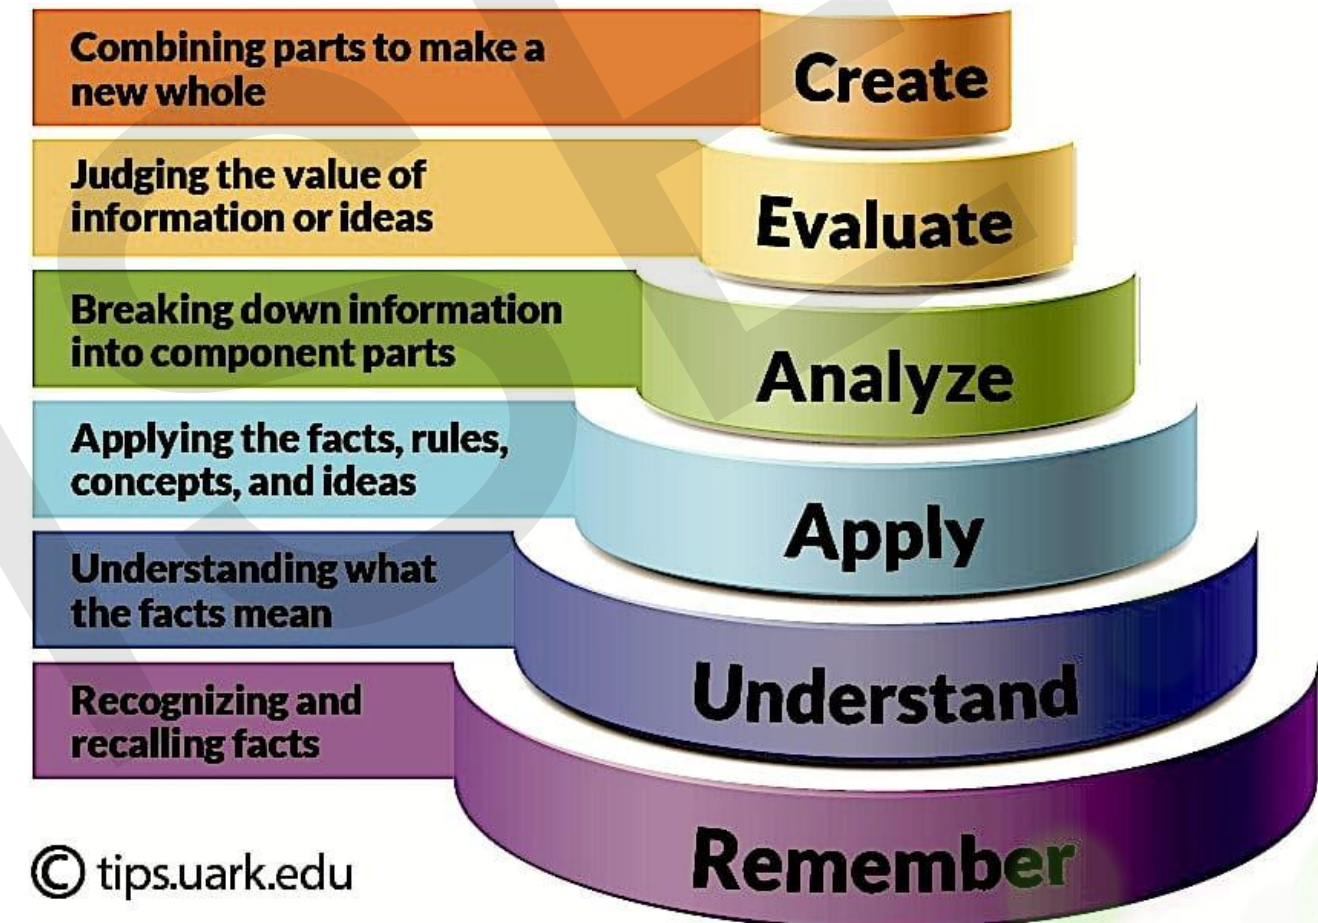 Combining parts to make a
new whole
Create
Judging the value of
information or ideas
Evaluate
Breaking down information
into component parts
Analyze
Applying the facts, rules,
concepts, and ideas
Apply
Understanding what
the facts mean
Understand
Recognizing and
recalling facts
Remember
© tips.uark.edu